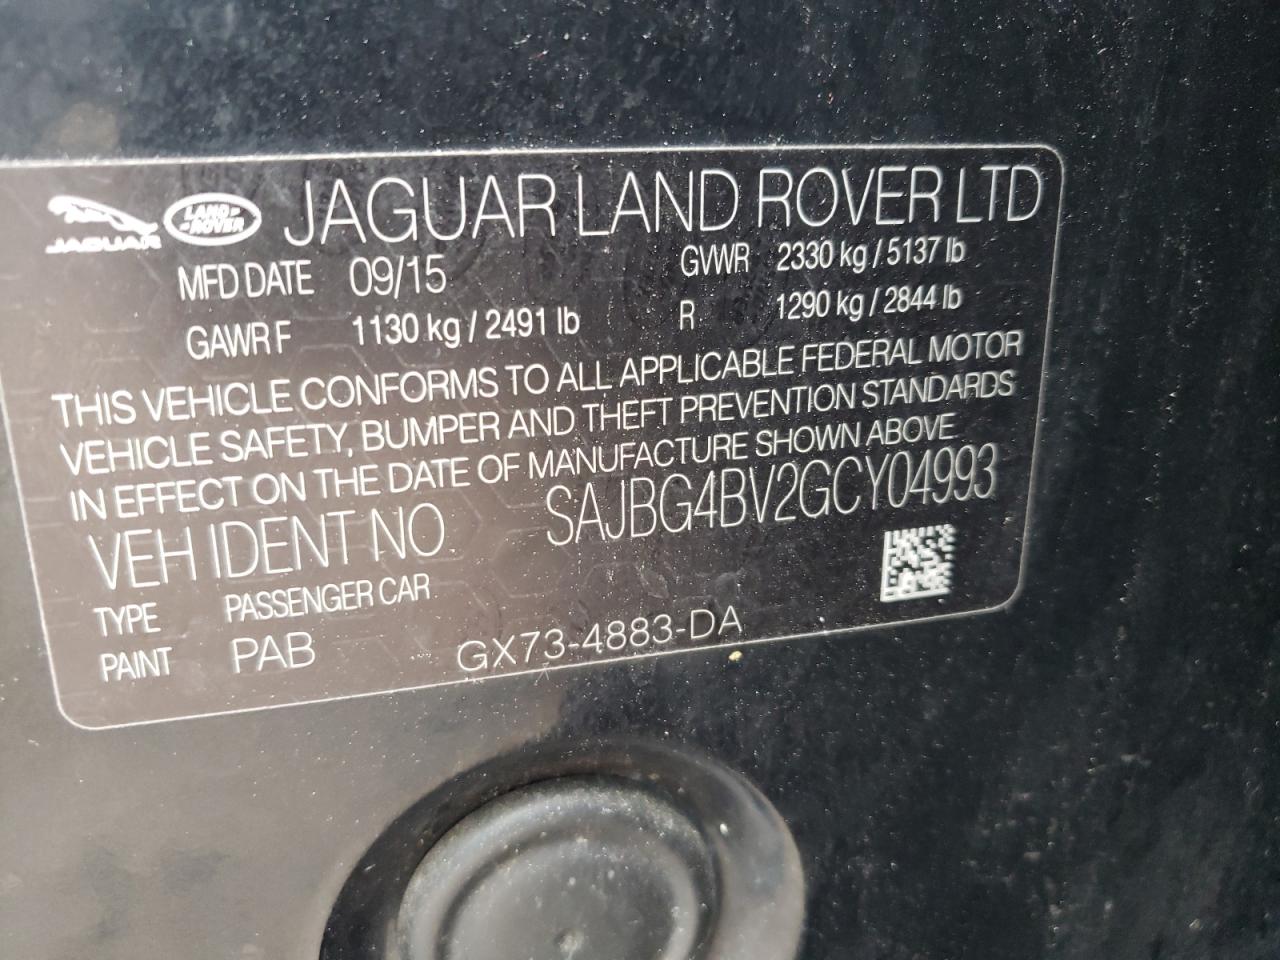 JAGUAR LAND ROVER JAGUAR LAND ROVER LTD
MFD DATE 09/15 GVWR 2330 kg / 5137 lb
GAWR F 1130 kg / 2491 lb R 1290 kg / 2844 lb
THIS VEHICLE CONFORMS TO ALL APPLICABLE FEDERAL MOTOR
VEHICLE SAFETY, BUMPER AND THEFT PREVENTION STANDARDS
IN EFFECT ON THE DATE OF MANUFACTURE SHOWN ABOVE
VEH IDENT NO SAJBG4BV2GCY04993
TYPE PASSENGER CAR
PAINT PAB GX73-4883-DA